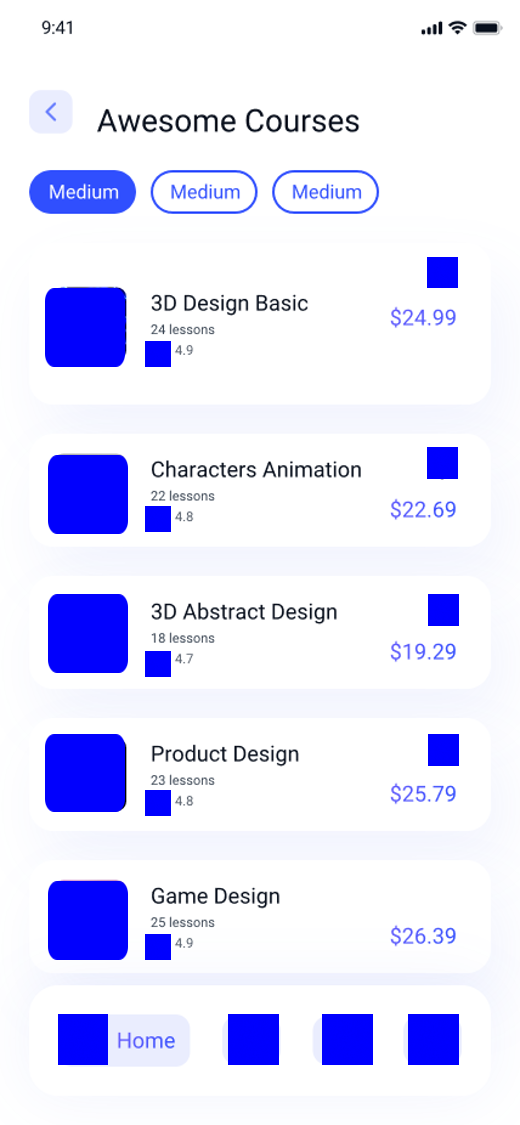 9:41
Awesome Courses
Medium Medium Medium
3D Design Basic
24 lessons
4.9
$24.99
Characters Animation
22 lessons
4.8
$22.69
3D Abstract Design
18 lessons
4.7
$19.29
Product Design
23 lessons
4.8
$25.79
Game Design
25 lessons
4.9
$26.39
Home